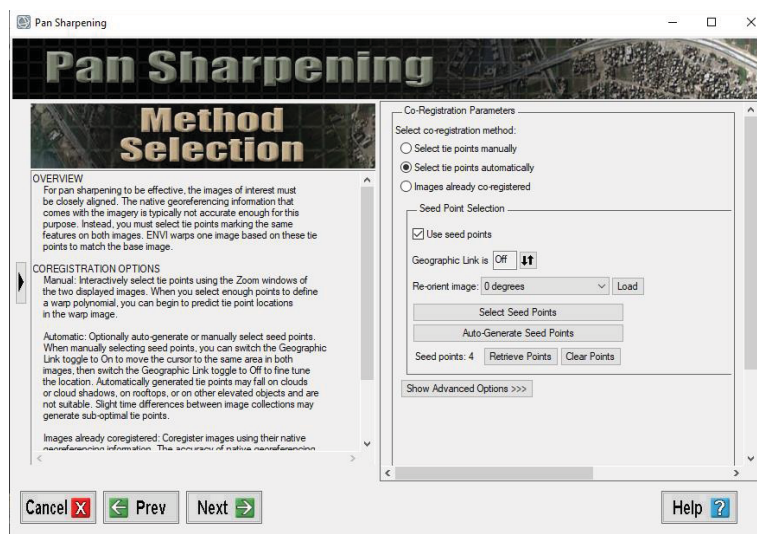 Pan Sharpening
Pan Sharpening
Method
Selection
OVERVIEW
For pan sharpening to be effective, the images of interest must
be closely aligned. The native georeferencing information that
comes with the imagery is typically not accurate enough for this
purpose. Instead, you must select tie points marking the same
features on both images. ENVI warps one image based on these tie
points to match the base image.
COREGISTRATION OPTIONS
Manual: Interactively select tie points using the Zoom windows of
the two displayed images. When you select enough points to define
a warp polynomial, you can begin to predict tie point locations
in the warp image.
Automatic: Optionally auto-generate or manually select seed points.
When manually selecting seed points, you can switch the Geographic
Link toggle to On to move the cursor to the same area in both
images, then switch the Geographic Link toggle to Off to fine tune
the location. Automatically generated tie points may fall on clouds
or cloud shadows, on rooftops, or on other elevated objects and are
not suitable. Slight time differences between image collections may
generate sub-optimal tie points.
Images already coregistered: Coregister images using their native
georeferencing information. The accuracy of native georeferencing
Co-Registration Parameters
Select co-registration method:
Select tie points manually
Select tie points automatically
Images already co-registered
Seed Point Selection
Use seed points
Geographic Link is Off
Re-orient image: 0 degrees Load
Select Seed Points
Auto-Generate Seed Points
Seed points: 4 Retrieve Points Clear Points
Show Advanced Options >>>
Cancel X Prev Next Help ?